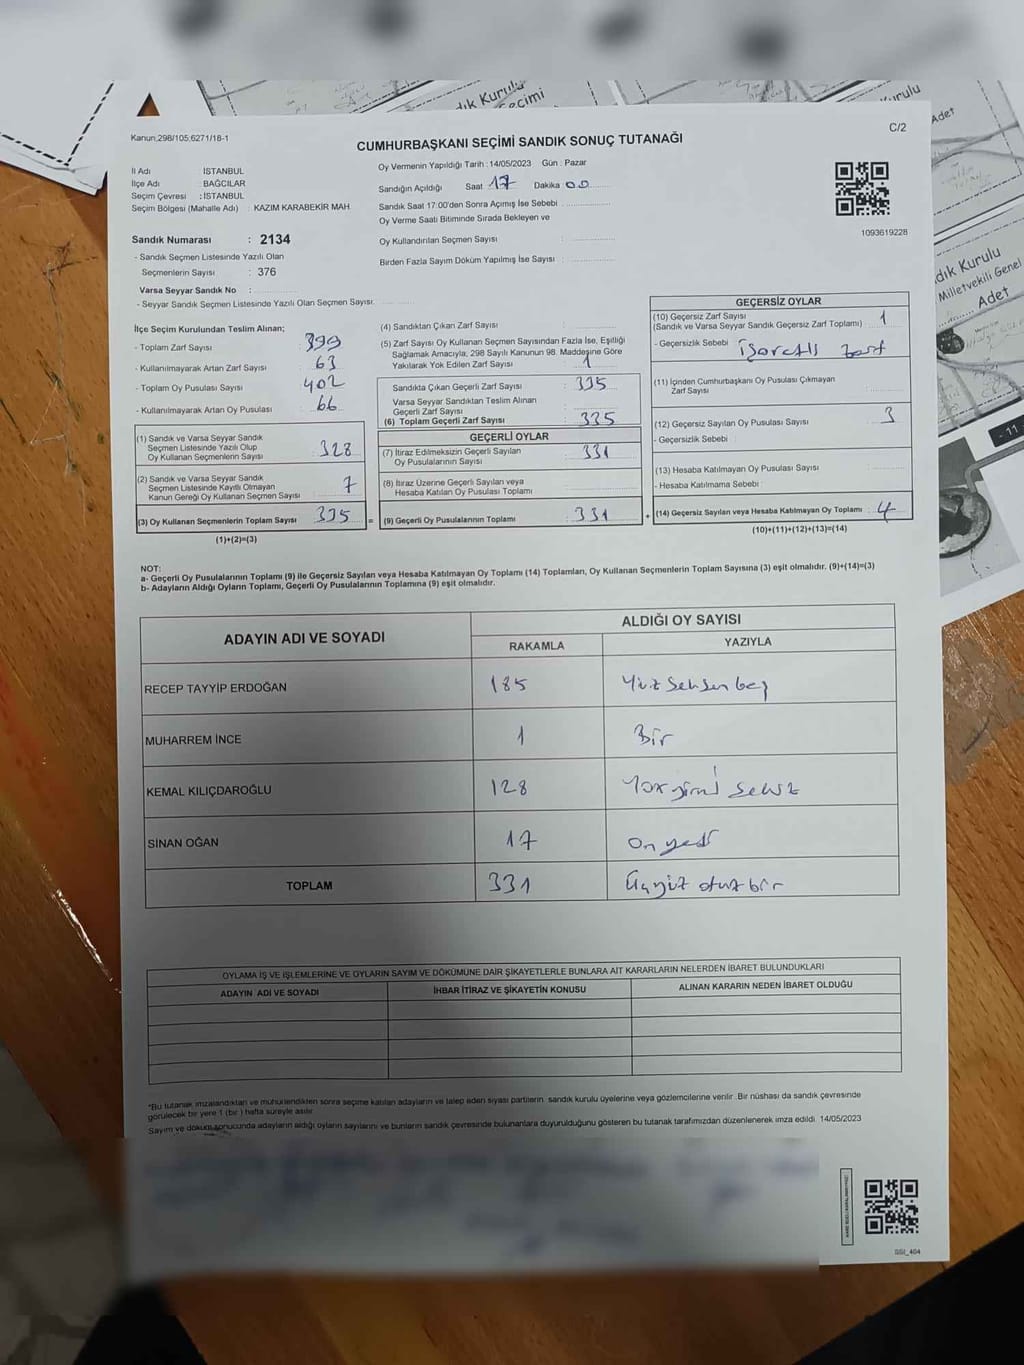 Kanun:298/105;6271/18-1
C/2
CUMHURBAŞKANI SEÇİMİ SANDIK SONUÇ TUTANAĞI
İl Adı İSTANBUL
İlçe Adı BAĞCILAR
Seçim Çevresi : İSTANBUL
Seçim Bölgesi (Mahalle Adı) : KAZIM KARABEKİR MAH.
Sandık Numarası : 2134
- Sandık Seçmen Listesinde Yazılı Olan
Seçmenlerin Sayısı : 376
Varsa Seyyar Sandık No :
- Seyyar Sandık Seçmen Listesinde Yazılı Olan Seçmen Sayısı:
Oy Vermenin Yapıldığı Tarih : 14/05/2023 Gün : Pazar
Sandığın Açıldığı Saat 17 Dakika 00
Sandık Saat 17:00'den Sonra Açımış İse Sebebi :
Oy Verme Saati Bitiminde Sırada Bekleyen ve
Oy Kullandırılan Seçmen Sayısı :
Birden Fazla Sayım Döküm Yapılmış İse Sayısı :
1093619228
İlçe Seçim Kurulundan Teslim Alınan;
- Toplam Zarf Sayısı 399
- Kullanılmayarak Artan Zarf Sayısı : 63
- Toplam Oy Pusulası Sayısı : 402
- Kullanılmayarak Artan Oy Pusulası : 66
(1) Sandık ve Varsa Seyyar Sandık
Seçmen Listesinde Yazılı Olup
Oy Kullanan Seçmenlerin Sayısı : 328
(2) Sandık ve Varsa Seyyar Sandık
Seçmen Listesinde Kayıtlı Olmayan
Kanun Gereği Oy Kullanan Seçmen Sayısı : 7
(3) Oy Kullanan Seçmenlerin Toplam Sayısı : 335
(1)+(2)=(3)
(4) Sandıktan Çıkan Zarf Sayısı :
(5) Zarf Sayısı Oy Kullanan Seçmen Sayısından Fazla İse, Eşitliği
Sağlamak Amacıyla, 298 Sayılı Kanunun 98. Maddesine Göre
Yakılarak Yok Edilen Zarf Sayısı : 1
Sandıkta Çıkan Geçerli Zarf Sayısı : 335
Varsa Seyyar Sandıktan Teslim Alınan
Geçerli Zarf Sayısı :
(6) Toplam Geçerli Zarf Sayısı : 335
GEÇERLİ OYLAR
(7) İtiraz Edilmeksizin Geçerli Sayılan
Oy Pusulalarının Sayısı : 331
(8) İtiraz Üzerine Geçerli Sayılan veya
Hesaba Katılan Oy Pusulası Toplamı :
= (9) Geçerli Oy Pusulalarının Toplamı : 331
GEÇERSİZ OYLAR
(10) Geçersiz Zarf Sayısı
(Sandık ve Varsa Seyyar Sandık Geçersiz Zarf Toplamı) : 1
- Geçersizlik Sebebi : İşaretli zarf
(11) İçinden Cumhurbaşkanı Oy Pusulası Çıkmayan
Zarf Sayısı :
(12) Geçersiz Sayılan Oy Pusulası Sayısı : 3
- Geçersizlik Sebebi :
(13) Hesaba Katılmayan Oy Pusulası Sayısı :
- Hesaba Katılmama Sebebi :
+ (14) Geçersiz Sayılan veya Hesaba Katılmayan Oy Toplamı : 4
(10)+(11)+(12)+(13)=(14)
NOT:
a- Geçerli Oy Pusulalarının Toplamı (9) ile Geçersiz Sayılan veya Hesaba Katılmayan Oy Toplamı (14) Toplamları, Oy Kullanan Seçmenlerin Toplam Sayısına (3) eşit olmalıdır. (9)+(14)=(3)
b- Adayların Aldığı Oyların Toplamı, Geçerli Oy Pusulalarının Toplamına (9) eşit olmalıdır.
ADAYIN ADI VE SOYADI
ALDIĞI OY SAYISI
RAKAMLA YAZIYLA
RECEP TAYYİP ERDOĞAN 185 Yüz seksen beş
MUHARREM İNCE 1 Bir
KEMAL KILIÇDAROĞLU 128 Yüz yirmi sekiz
SİNAN OĞAN 17 On yedi
TOPLAM 331 Üçyüz otuz bir
OYLAMA İŞ VE İŞLEMLERİNE VE OYLARIN SAYIM VE DÖKÜMÜNE DAİR ŞİKAYETLERLE BUNLARA AİT KARARLARIN NELERDEN İBARET BULUNDUKLARI
ADAYIN ADI VE SOYADI İHBAR İTİRAZ VE ŞİKAYETİN KONUSU ALINAN KARARIN NEDEN İBARET OLDUĞU
*Bu tutanak imzalandıktan ve mühürlendikten sonra seçime katılan adayların ve talep eden siyasi partilerin sandık kurulu üyelerine veya gözlemcilerine verilir. Bir nüshası da sandık çevresinde
görülecek bir yere 1 (bir) hafta süreyle asılır.
Sayım ve döküm sonucunda adayların aldığı oyların sayılarını ve bunların sandık çevresinde bulunanlara duyurulduğunu gösteren bu tutanak tarafımızdan düzenlenerek imza edildi. 14/05/2023
dık Kurulu
eçimi
urulu
Adet
dık Kurulu
Milletvekili Genel
Adet
- 11